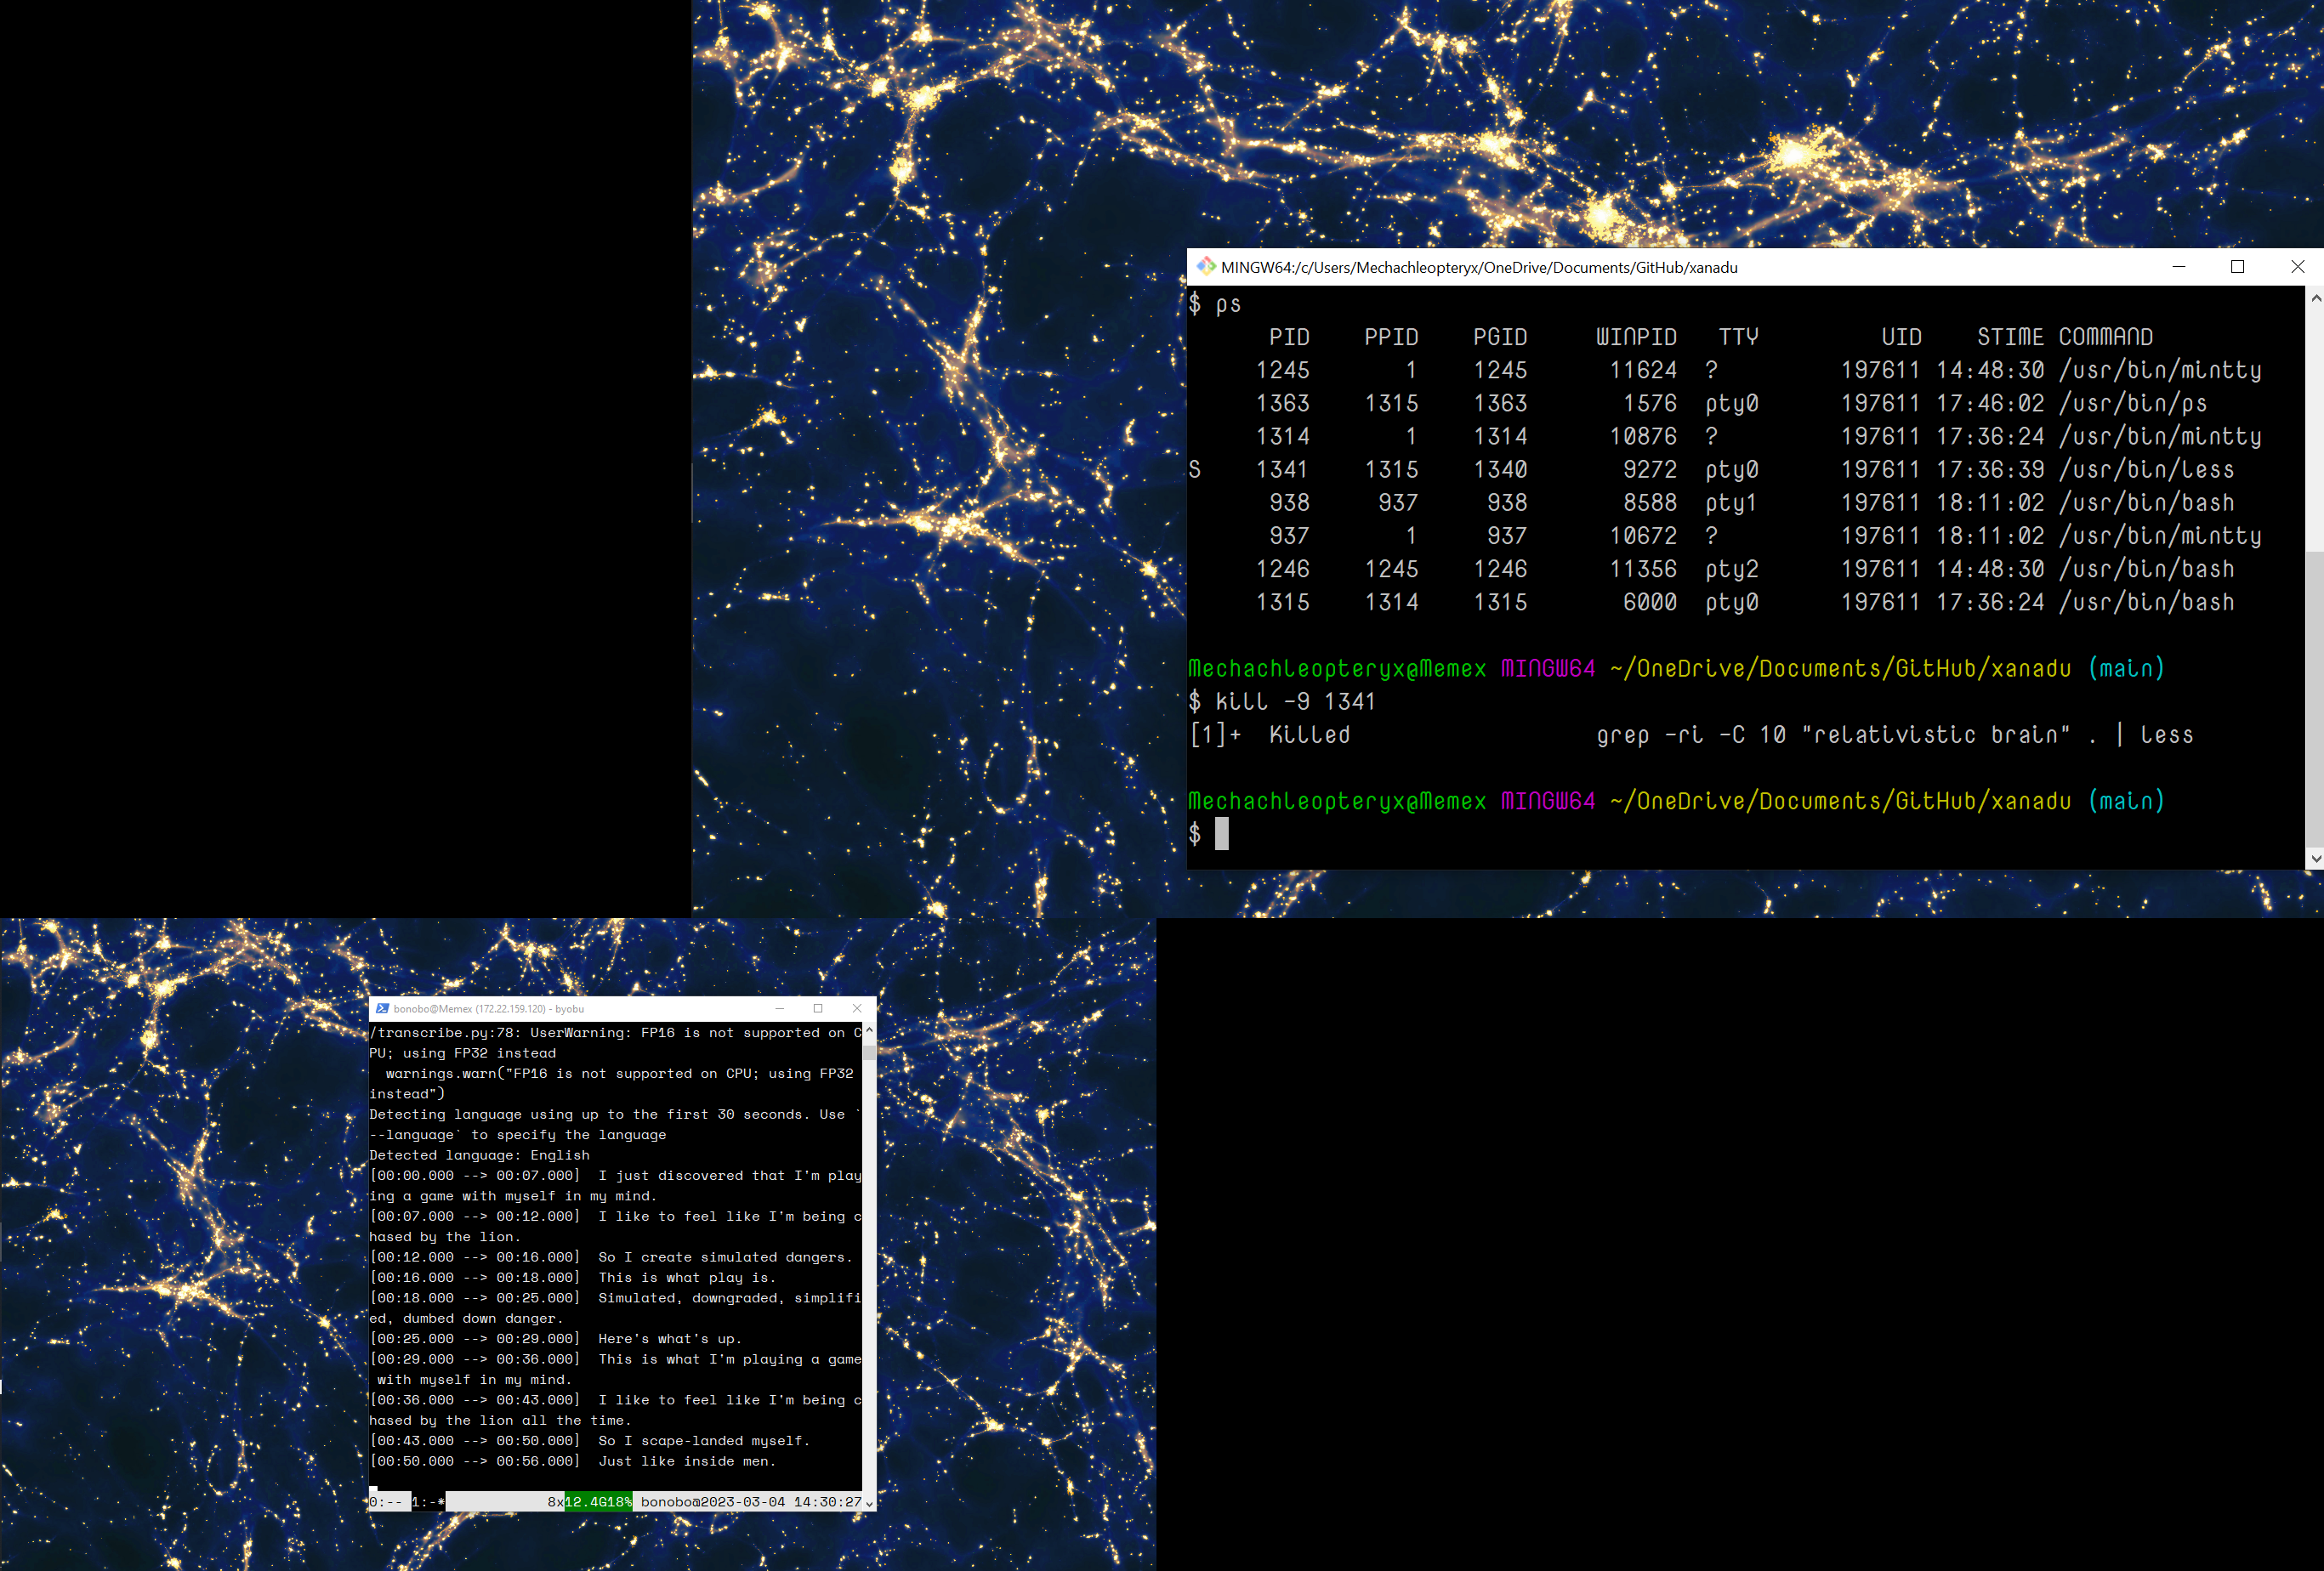 MINGW64:/c/Users/Mechachleopteryx/OneDrive/Documents/GitHub/xanadu
$ ps
PID PPID PGID WINPID TTY UID STIME COMMAND
1245 1 1245 11624 ? 197611 14:48:30 /usr/bin/mintty
1363 1315 1363 1576 pty0 197611 17:46:02 /usr/bin/ps
1314 1 1314 10876 ? 197611 17:36:24 /usr/bin/mintty
S 1341 1315 1340 9272 pty0 197611 17:36:39 /usr/bin/less
938 937 938 8588 pty1 197611 18:11:02 /usr/bin/bash
937 1 937 10672 ? 197611 18:11:02 /usr/bin/mintty
1246 1245 1246 11356 pty2 197611 14:48:30 /usr/bin/bash
1315 1314 1315 6000 pty0 197611 17:36:24 /usr/bin/bash
Mechachleopteryx@Memex MINGW64 ~/OneDrive/Documents/GitHub/xanadu (main)
$ kill -9 1341
[1]+ Killed grep -ri -C 10 "relativistic brain" . | less
Mechachleopteryx@Memex MINGW64 ~/OneDrive/Documents/GitHub/xanadu (main)
$
bonobo@Memex (172.22.159.120) - byobu
/transcribe.py:78: UserWarning: FP16 is not supported on C
PU; using FP32 instead
warnings.warn("FP16 is not supported on CPU; using FP32
instead")
Detecting language using up to the first 30 seconds. Use `
--language` to specify the language
Detected language: English
[00:00.000 --> 00:07.000] I just discovered that I'm play
ing a game with myself in my mind.
[00:07.000 --> 00:12.000] I like to feel like I'm being c
hased by the lion.
[00:12.000 --> 00:16.000] So I create simulated dangers.
[00:16.000 --> 00:18.000] This is what play is.
[00:18.000 --> 00:25.000] Simulated, downgraded, simplifi
ed, dumbed down danger.
[00:25.000 --> 00:29.000] Here's what's up.
[00:29.000 --> 00:36.000] This is what I'm playing a game
with myself in my mind.
[00:36.000 --> 00:43.000] I like to feel like I'm being c
hased by the lion all the time.
[00:43.000 --> 00:50.000] So I scape-landed myself.
[00:50.000 --> 00:56.000] Just like inside men.
0:-- 1:-* 8x12.4G18% bonobo@2023-03-04 14:30:27